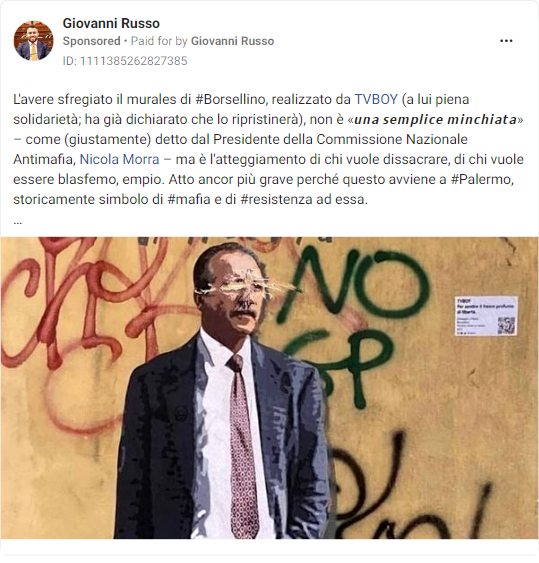 Giovanni Russo
Sponsored • Paid for by Giovanni Russo
ID: 1111385262827385
L'avere sfregiato il murales di #Borsellino, realizzato da TVBOY (a lui piena
solidarietà; ha già dichiarato che lo ripristinerà), non è «una semplice minchiata»
– come (giustamente) detto dal Presidente della Commissione Nazionale
Antimafia, Nicola Morra – ma è l'atteggiamento di chi vuole dissacrare, di chi vuole
essere blasfemo, empio. Atto ancor più grave perché questo avviene a #Palermo,
storicamente simbolo di #mafia e di #resistenza ad essa.
...
NO
SP
TVBOY
Per sentire il fresco profumo
di libertà